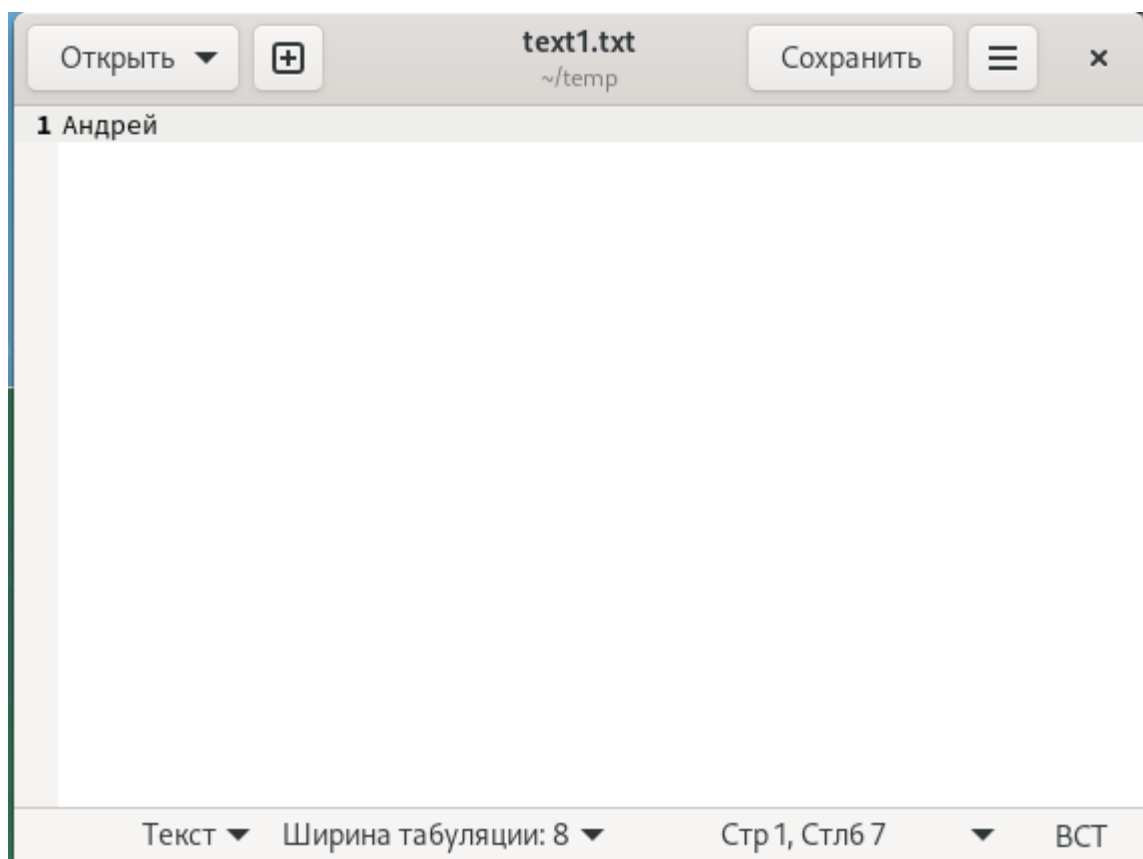 Открыть
text1.txt
~/temp
Сохранить
1 Андрей
Текст
Ширина табуляции: 8
Стр 1, Стлб 7
ВСТ